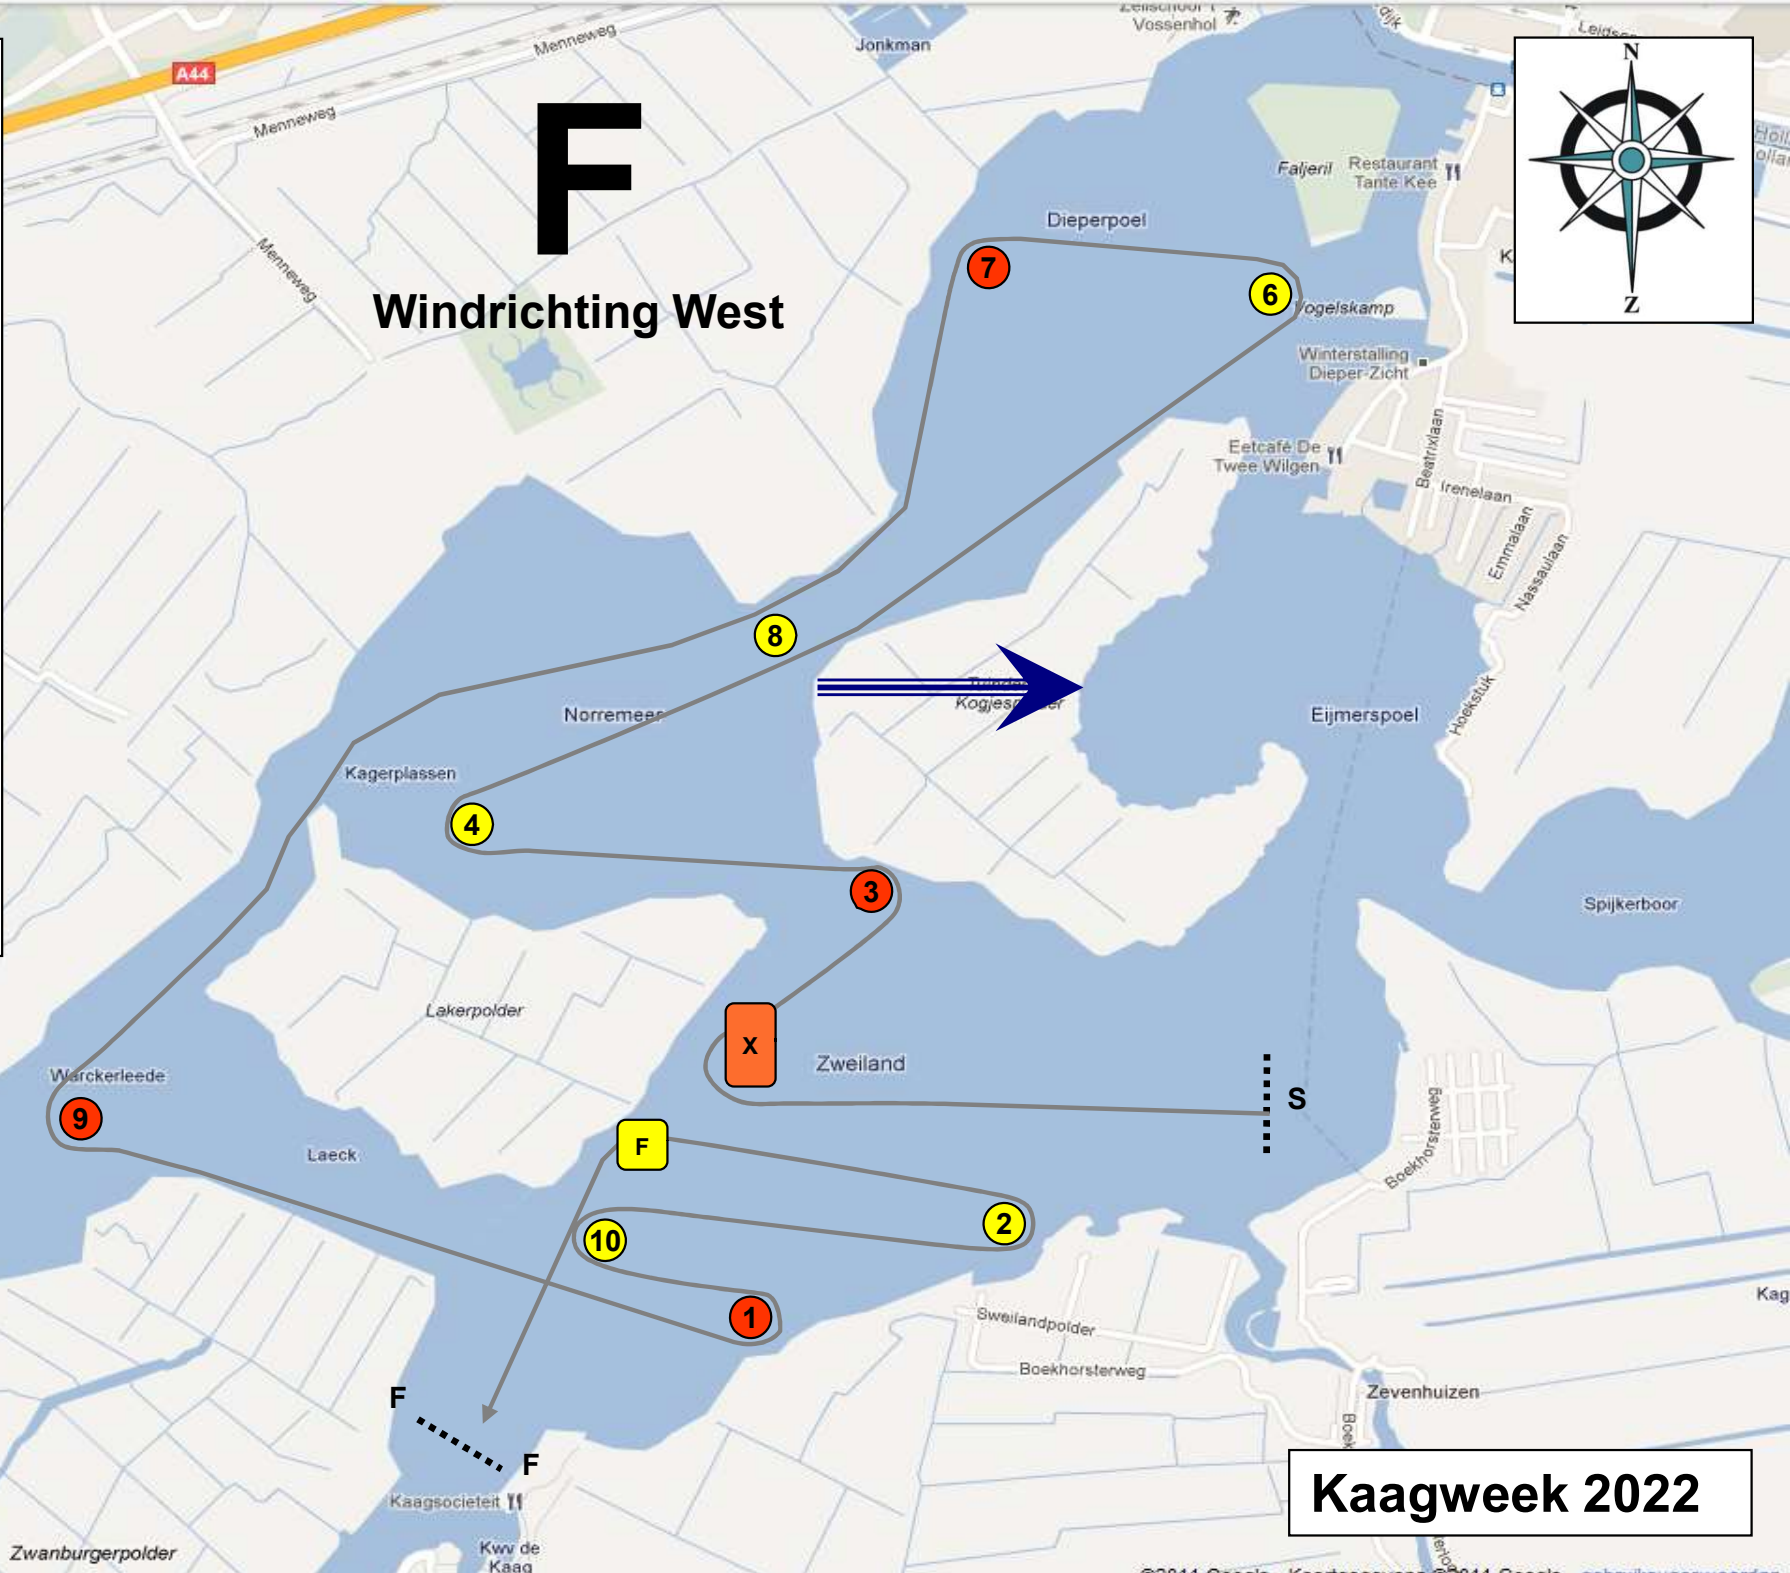 Vossenhol
Jonkman
Menneweg
A44
Menneweg
Menneweg
F
Windrichting West
N
Z
Faljeril
Restaurant
Tante Kee
Dieperpoel
7
6
Vogelskamp
Winterstalling
Dieper-Zicht
Eetcafé De
Twee Wilgen
Beatrixlaan
Irenelaan
Emmalaan
Nassaulaan
8
Hoekstuk
Norremeer
Eijmerspoel
Kagerplassen
4
3
Spijkerboor
Lakerpolder
X
Zweiland
Warckerleede
9
S
Laeck
F
Boekhorsterweg
2
10
1
Sweilandpolder
Boekhorsterweg
Zevenhuizen
F
F
Kaagsocieteit
Kwv de
Kaag
Zwanburgerpolder
Kaagweek 2022